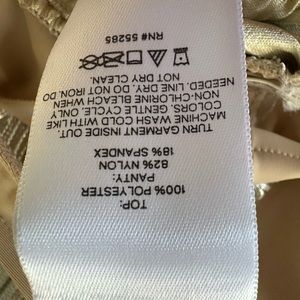 TOP:
100% POLYESTER
PANTY:
82% NYLON
18% SPANDEX
TURN GARMENT INSIDE OUT.
MACHINE WASH COLD WITH LIKE
COLORS, GENTLE CYCLE. ONLY
NON-CHLORINE BLEACH WHEN
NEEDED. LINE DRY. DO NOT IRON. DO
NOT DRY CLEAN.
RN# 55285